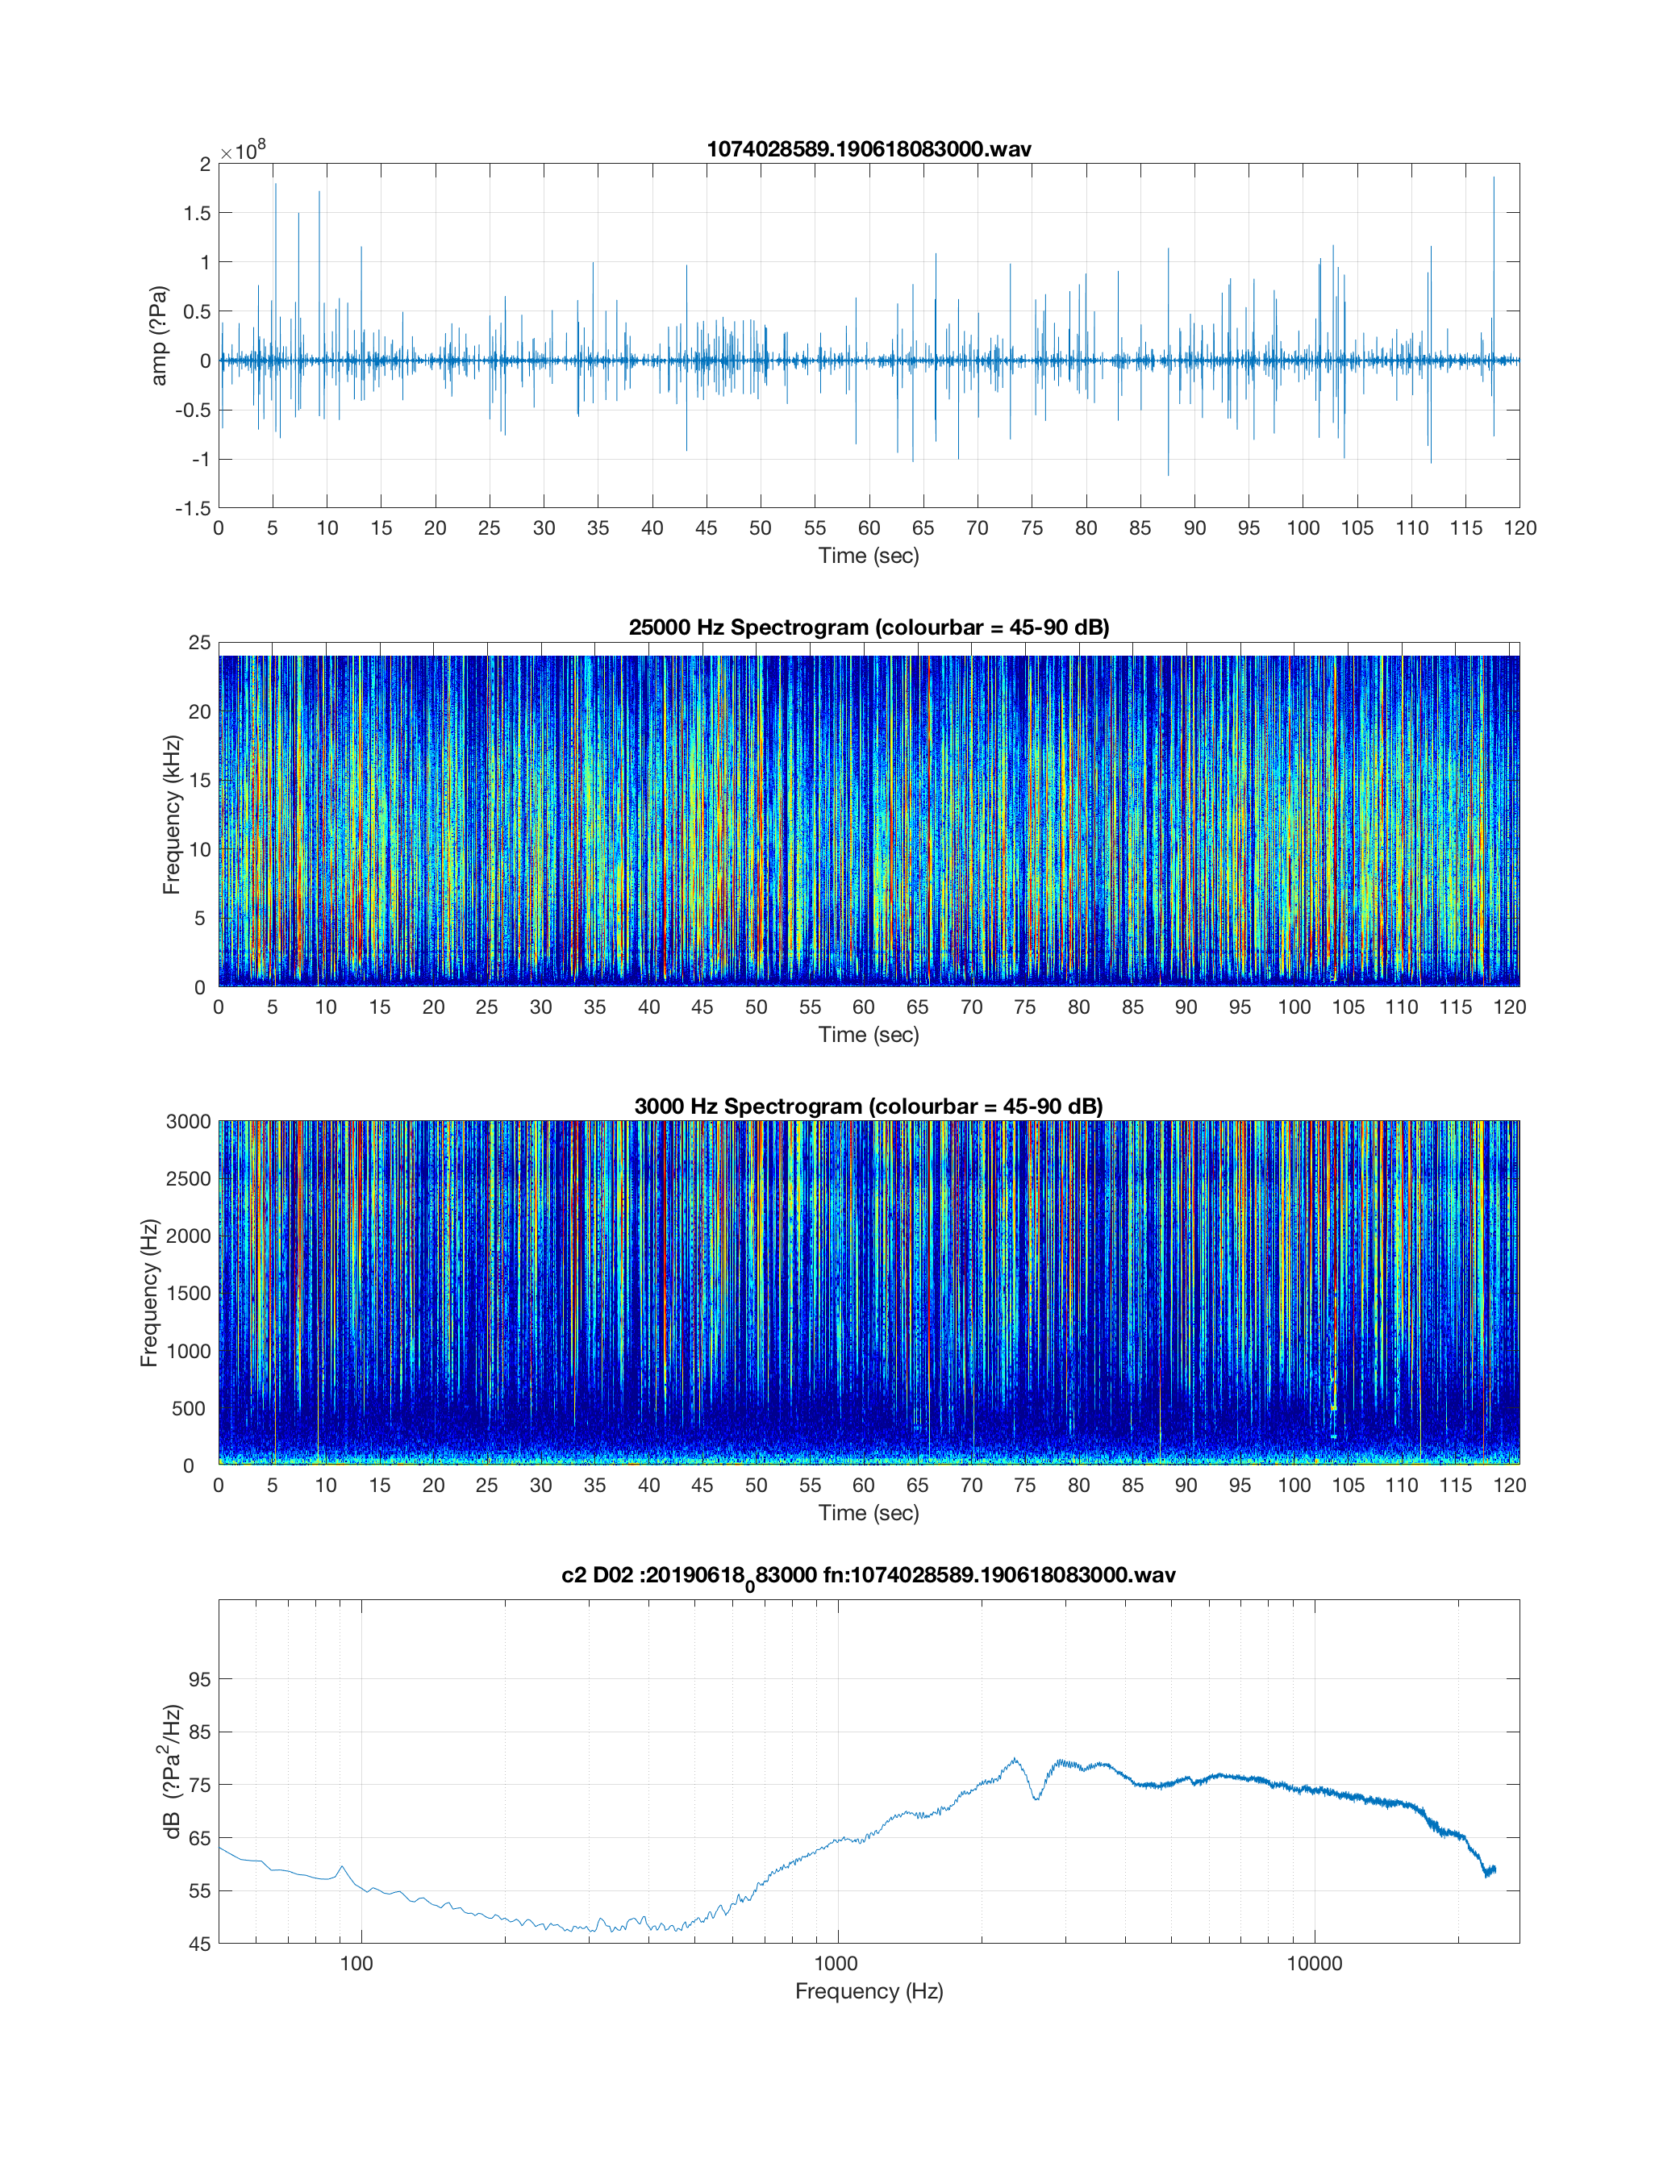 1074028589.190618083000.wav
×10^8
2
1.5
1
0.5
0
-0.5
-1
-1.5
amp (?Pa)
0 5 10 15 20 25 30 35 40 45 50 55 60 65 70 75 80 85 90 95 100 105 110 115 120
Time (sec)
25000 Hz Spectrogram (colourbar = 45-90 dB)
25
20
15
10
5
0
Frequency (kHz)
0 5 10 15 20 25 30 35 40 45 50 55 60 65 70 75 80 85 90 95 100 105 110 115 120
Time (sec)
3000 Hz Spectrogram (colourbar = 45-90 dB)
3000
2500
2000
1500
1000
500
0
Frequency (Hz)
0 5 10 15 20 25 30 35 40 45 50 55 60 65 70 75 80 85 90 95 100 105 110 115 120
Time (sec)
c2 D02 :20190618_083000 fn:1074028589.190618083000.wav
95
85
75
65
55
45
dB (?Pa^2/Hz)
100 1000 10000
Frequency (Hz)